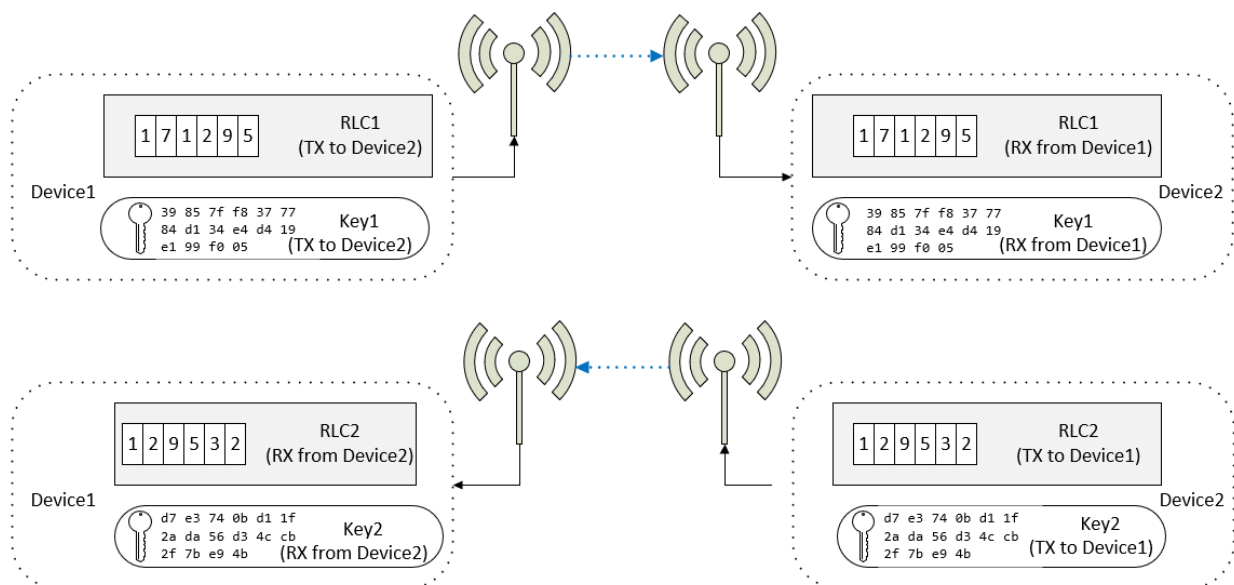 1 7 1 2 9 5
RLC1
(TX to Device2)
Device1
39 85 7f f8 37 77
84 d1 34 e4 d4 19
e1 99 f0 05
Key1
(TX to Device2)
1 7 1 2 9 5
RLC1
(RX from Device1)
Device2
39 85 7f f8 37 77
84 d1 34 e4 d4 19
e1 99 f0 05
Key1
(RX from Device1)
1 2 9 5 3 2
RLC2
(RX from Device2)
Device1
d7 e3 74 0b d1 1f
2a da 56 d3 4c cb
2f 7b e9 4b
Key2
(RX from Device2)
1 2 9 5 3 2
RLC2
(TX to Device1)
Device2
d7 e3 74 0b d1 1f
2a da 56 d3 4c cb
2f 7b e9 4b
Key2
(TX to Device1)